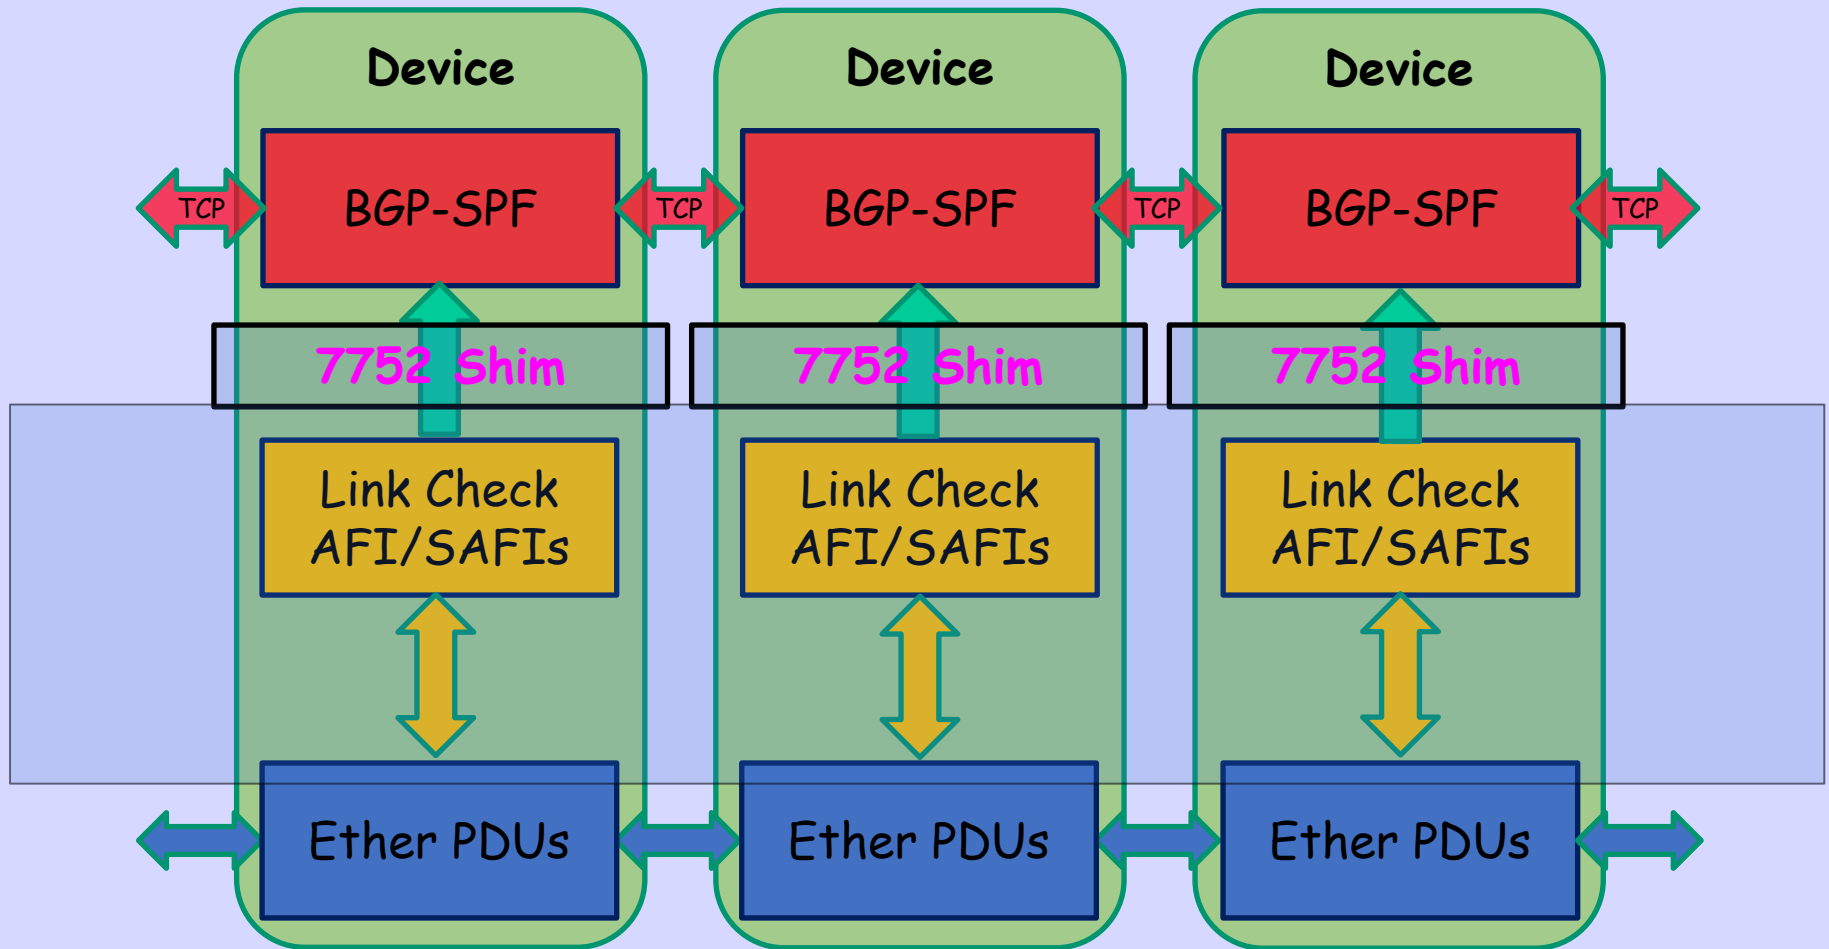 Device
Device
Device
TCP
BGP-SPF
TCP
BGP-SPF
TCP
BGP-SPF
TCP
7752 Shim
7752 Shim
7752 Shim
Link Check
AFI/SAFIs
Link Check
AFI/SAFIs
Link Check
AFI/SAFIs
Ether PDUs
Ether PDUs
Ether PDUs